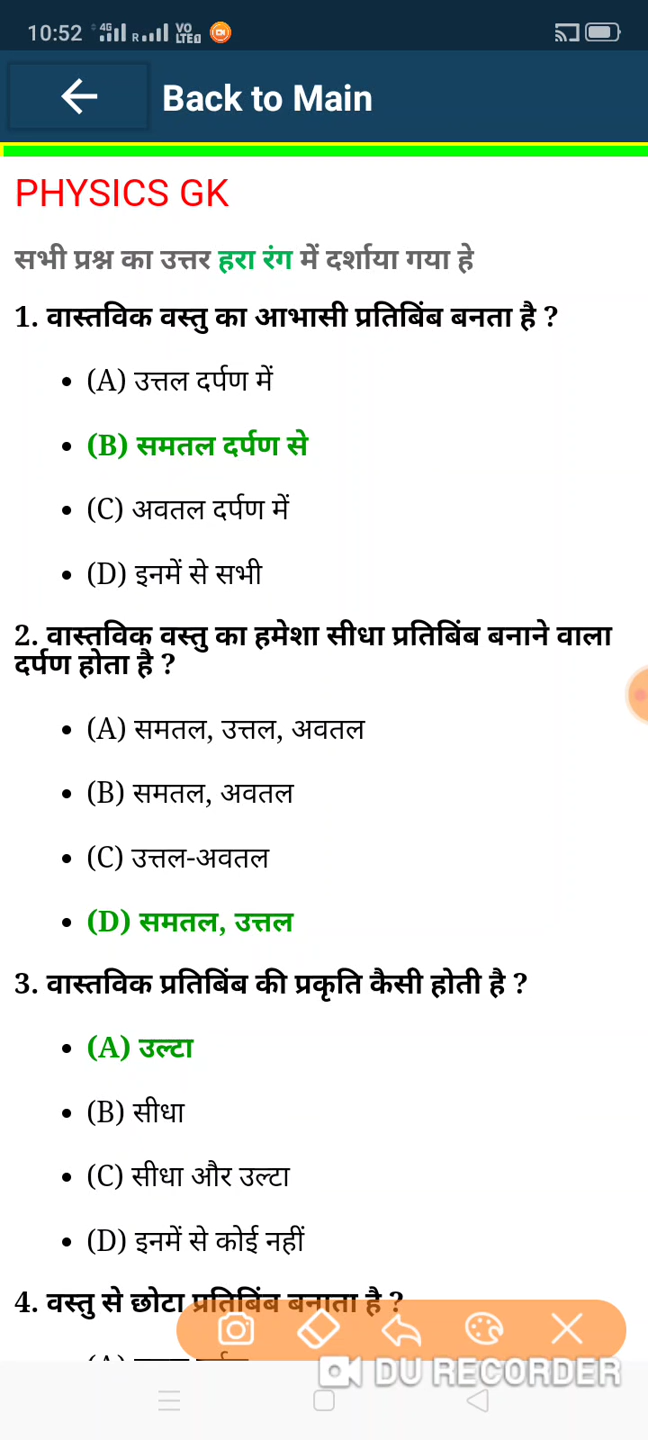 10:52 4G R VO LTE
Back to Main
PHYSICS GK
सभी प्रश्न का उत्तर हरा रंग में दर्शाया गया हे
1. वास्तविक वस्तु का आभासी प्रतिबिंब बनता है ?
(A) उत्तल दर्पण में
(B) समतल दर्पण से
(C) अवतल दर्पण में
(D) इनमें से सभी
2. वास्तविक वस्तु का हमेशा सीधा प्रतिबिंब बनाने वाला
दर्पण होता है ?
(A) समतल, उत्तल, अवतल
(B) समतल, अवतल
(C) उत्तल-अवतल
(D) समतल, उत्तल
3. वास्तविक प्रतिबिंब की प्रकृति कैसी होती है ?
(A) उल्टा
(B) सीधा
(C) सीधा और उल्टा
(D) इनमें से कोई नहीं
4. वस्तु से छोटा प्रतिबिंब बनाता है ?
DU RECORDER